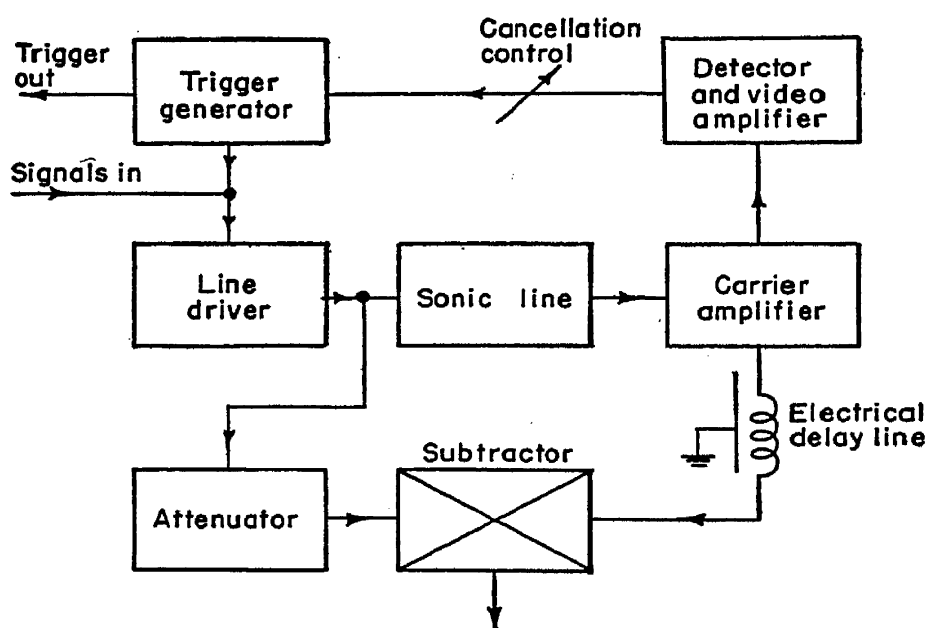 Trigger
out
Trigger
generator
Cancellation
control
Detector
and video
amplifier
Signals in
Line
driver
Sonic line
Carrier
amplifier
Electrical
delay line
Attenuator
Subtractor